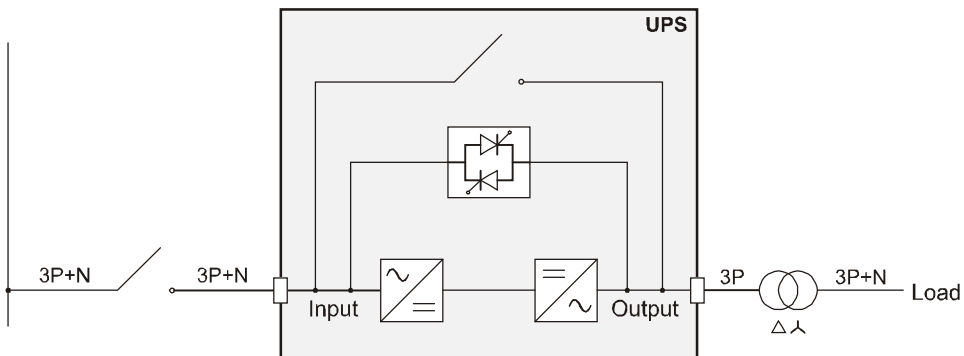 UPS
3P+N
3P+N
Input
Output
3P
3P+N
Load